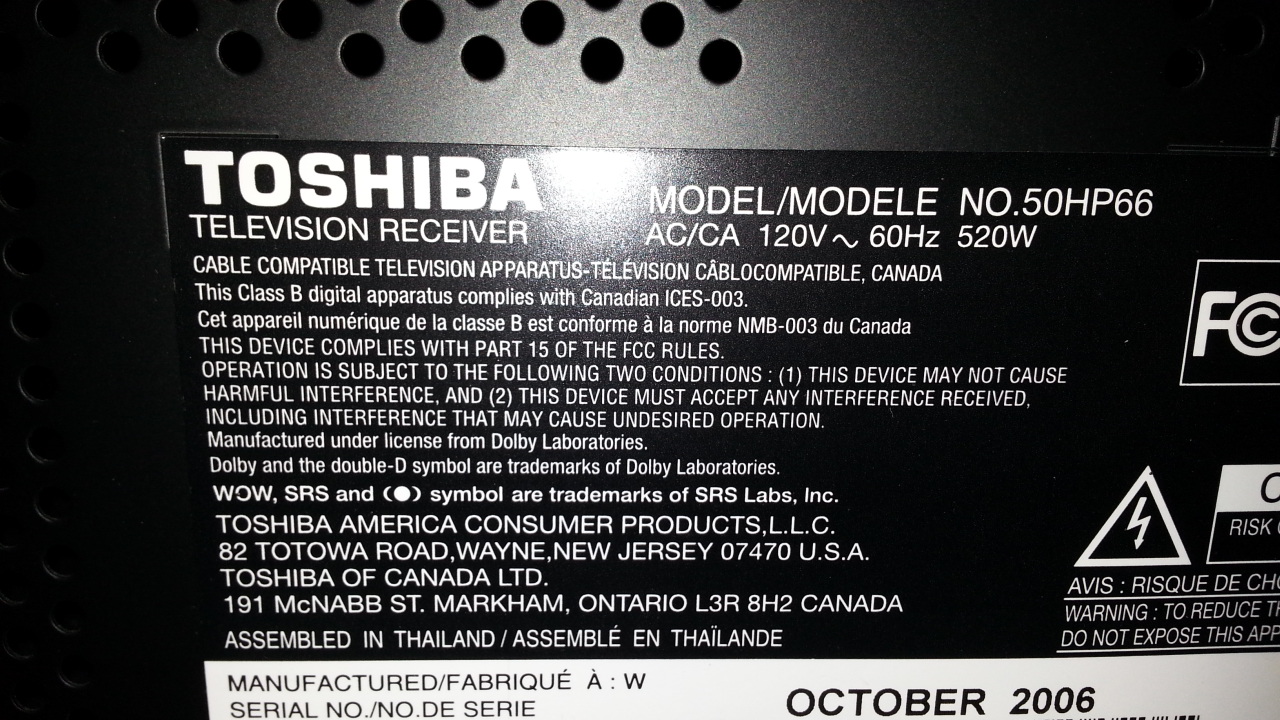 TOSHIBA
TELEVISION RECEIVER
MODEL/MODELE NO.50HP66
AC/CA 120V～ 60Hz 520W
CABLE COMPATIBLE TELEVISION APPARATUS-TÉLÉVISION CÂBLOCOMPATIBLE, CANADA
This Class B digital apparatus complies with Canadian ICES-003.
Cet appareil numérique de la classe B est conforme à la norme NMB-003 du Canada
THIS DEVICE COMPLIES WITH PART 15 OF THE FCC RULES.
OPERATION IS SUBJECT TO THE FOLLOWING TWO CONDITIONS : (1) THIS DEVICE MAY NOT CAUSE
HARMFUL INTERFERENCE, AND (2) THIS DEVICE MUST ACCEPT ANY INTERFERENCE RECEIVED,
INCLUDING INTERFERENCE THAT MAY CAUSE UNDESIRED OPERATION.
Manufactured under license from Dolby Laboratories.
Dolby and the double-D symbol are trademarks of Dolby Laboratories.
WOW, SRS and (●) symbol are trademarks of SRS Labs, Inc.
TOSHIBA AMERICA CONSUMER PRODUCTS,L.L.C.
82 TOTOWA ROAD,WAYNE,NEW JERSEY 07470 U.S.A.
TOSHIBA OF CANADA LTD.
191 McNABB ST. MARKHAM, ONTARIO L3R 8H2 CANADA
ASSEMBLED IN THAILAND / ASSEMBLÉ EN THAÏLANDE
FC
RISK
AVIS : RISQUE DE
WARNING : TO REDUCE
DO NOT EXPOSE THIS
MANUFACTURED/FABRIQUÉ À : W
SERIAL NO./NO.DE SERIE
OCTOBER 2006